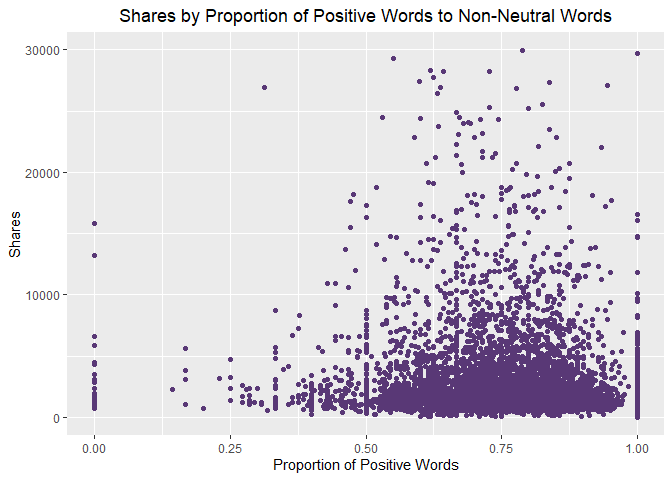 Shares by Proportion of Positive Words to Non-Neutral Words
30000
20000
10000
0
Shares
0.00 0.25 0.50 0.75 1.00
Proportion of Positive Words